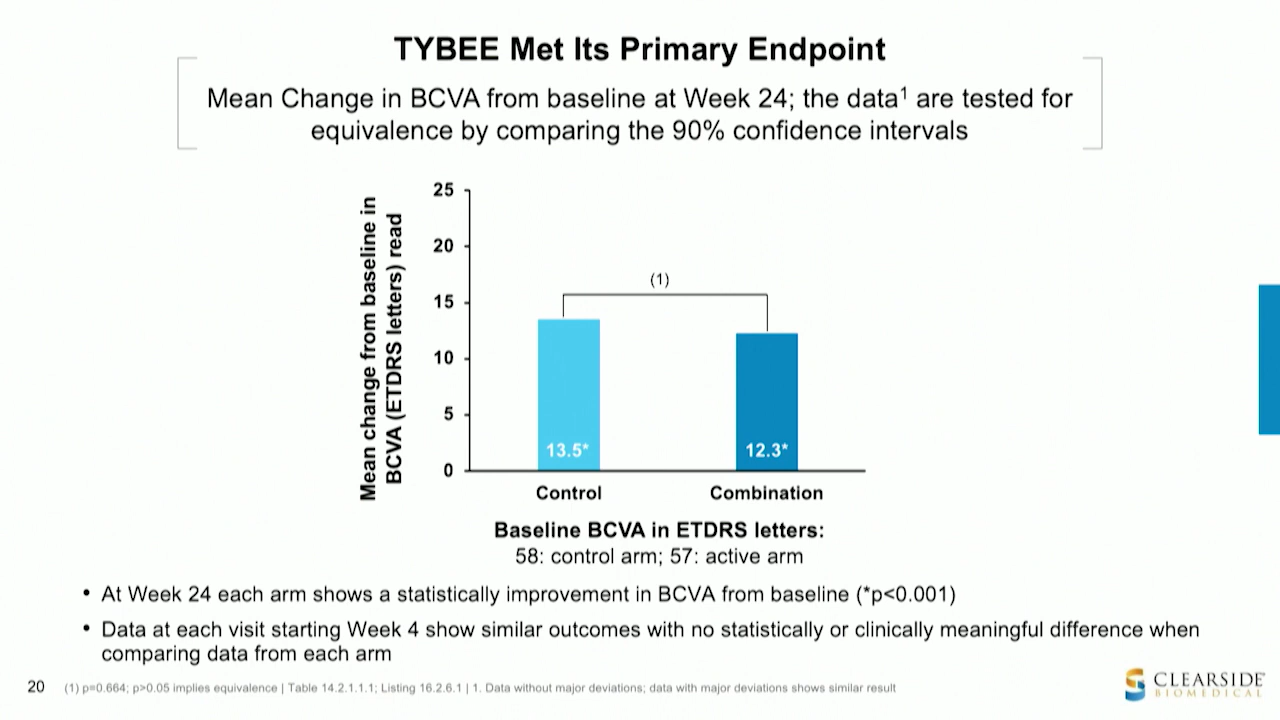 TYBEE Met Its Primary Endpoint
Mean Change in BCVA from baseline at Week 24; the data¹ are tested for
equivalence by comparing the 90% confidence intervals
Mean change from baseline in
BCVA (ETDRS letters) read
25
20
15
10
5
0
(1)
13.5*
12.3*
Control
Combination
Baseline BCVA in ETDRS letters:
58: control arm; 57: active arm
• At Week 24 each arm shows a statistically improvement in BCVA from baseline (*p<0.001)
• Data at each visit starting Week 4 show similar outcomes with no statistically or clinically meaningful difference when
comparing data from each arm
20
(1) p=0.664; p>0.05 implies equivalence | Table 14.2.1.1.1; Listing 16.2.6.1 | 1. Data without major deviations; data with major deviations shows similar result
CLEARSIDE
BIOMEDICAL